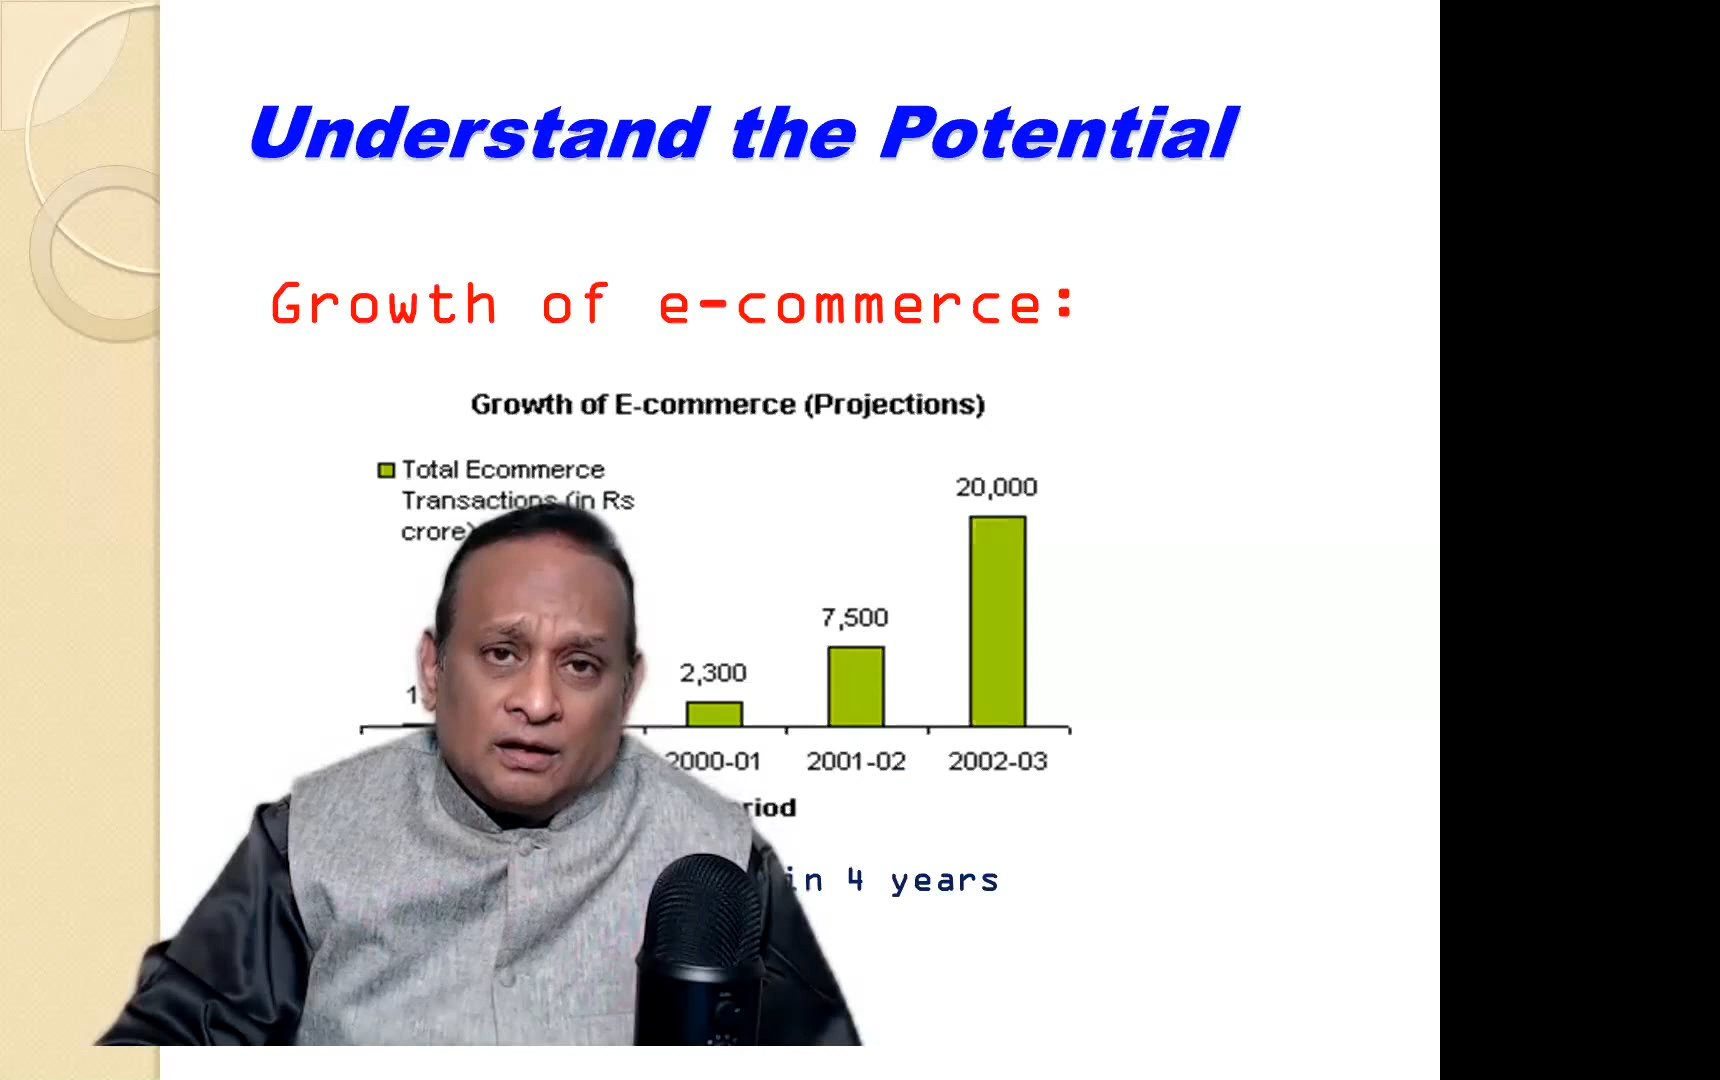 Understand the Potential
Growth of e-commerce:
Growth of E-commerce (Projections)
Total Ecommerce
Transactions (in Rs
crore)
20,000
7,500
2,300
2000-01 2001-02 2002-03
in 4 years